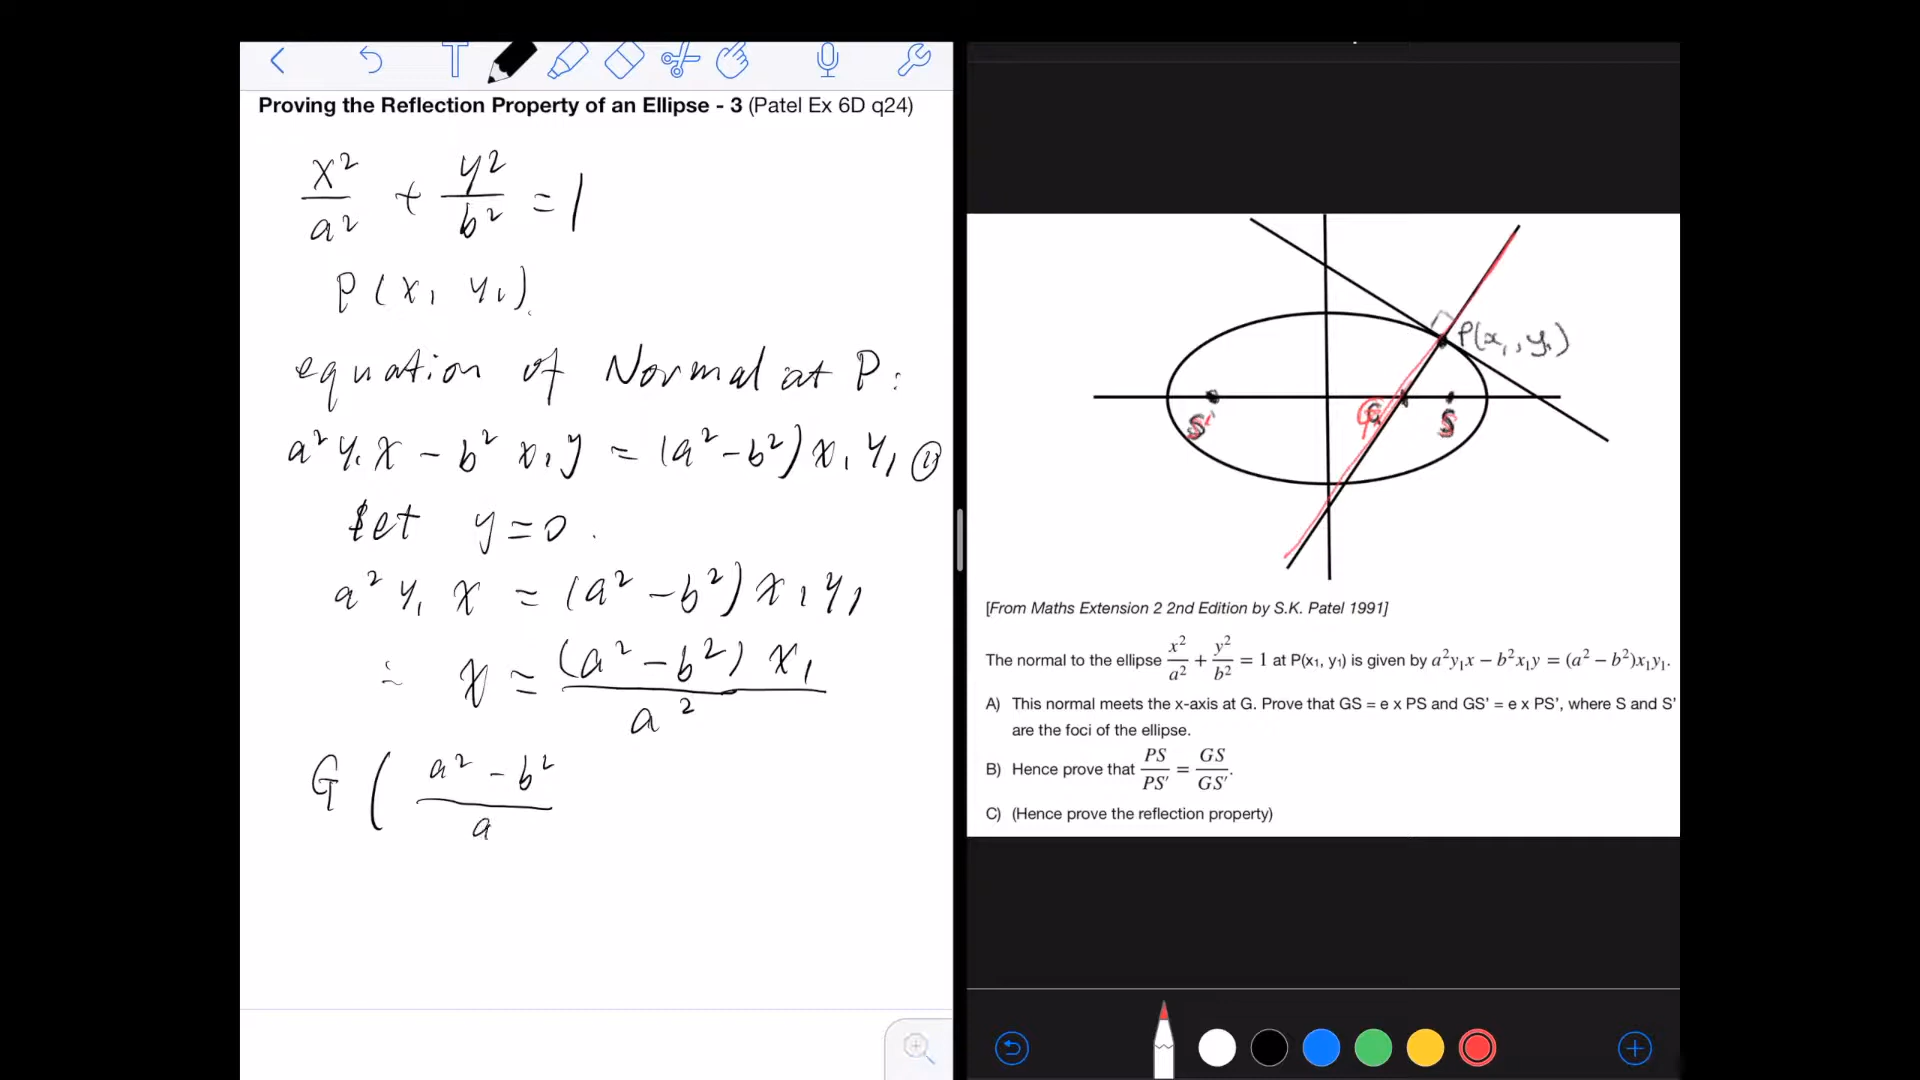 Proving the Reflection Property of an Ellipse - 3 (Patel Ex 6D q24)
x²/a² + y²/b² = 1
P(x₁ y₁).
equation of Normal at P:
a²y₁x - b²x₁y = (a²-b²)x₁y₁ ①
Set y=0.
a²y₁x = (a²-b²)x₁y₁
∴ x = (a²-b²)x₁/a²
G ( a²-b²/a
P(x₁, y₁)
S'
G
S
[From Maths Extension 2 2nd Edition by S.K. Patel 1991]
The normal to the ellipse x²/a² + y²/b² = 1 at P(x₁, y₁) is given by a²y₁x − b²x₁y = (a² − b²)x₁y₁.
A) This normal meets the x-axis at G. Prove that GS = e x PS and GS' = e x PS', where S and S'
are the foci of the ellipse.
B) Hence prove that PS/PS′ = GS/GS′.
C) (Hence prove the reflection property)